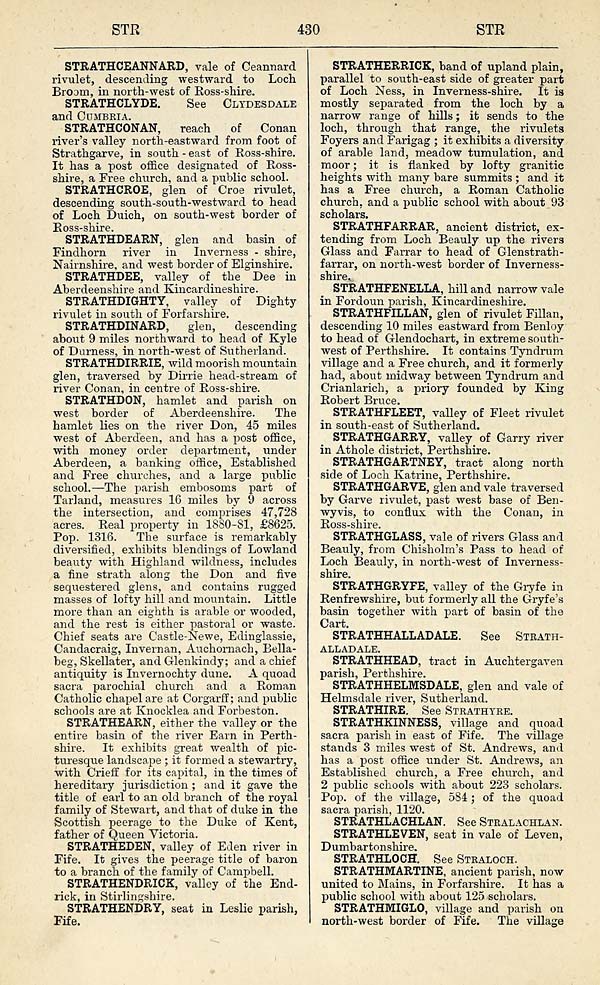 STR 430 STR
STRATHCEANNARD, vale of Ceannard
rivulet, descending westward to Loch
Broom, in north-west of Ross-shire.
STRATHCLYDE. See CLYDESDALE
and CUMBRIA.
STRATHCONAN, reach of Conan
river's valley north-eastward from foot of
Strathgarve, in south-east of Ross-shire.
It has a post office designated of Ross-
shire, a Free church, and a public school.
STRATHCROE, glen of Croe rivulet,
descending south-south-westward to head
of Loch Duich, on south-west border of
Ross-shire.
STRATHDEARN, glen and basin of
Findhorn river in Inverness-shire,
Nairnshire, and west border of Elginshire.
STRATHDEE, valley of the Dee in
Aberdeenshire and Kincardineshire.
STRATHDIGHTY, valley of Dighty
rivulet in south of Forfarshire.
STRATHDINARD, glen, descending
about 9 miles northward to head of Kyle
of Durness, in north-west of Sutherland.
STRATHDIRRIE, wild moorish mountain
glen, traversed by Dirrie head-stream of
river Conan, in centre of Ross-shire.
STRATHDON, hamlet and parish on
west border of Aberdeenshire. The
hamlet lies on the river Don, 45 miles
west of Aberdeen, and has a post office,
with money order department, under
Aberdeen, a banking office, Established
and Free churches, and a large public
school.—The parish embosoms part of
Tarland, measures 16 miles by 9 across
the intersection, and comprises 47,728
acres. Real property in 1880-81, £8625.
Pop. 1316. The surface is remarkably
diversified, exhibits blendings of Lowland
beauty with Highland wildness, includes
a fine strath along the Don and five
sequestered glens, and contains rugged
masses of lofty hill and mountain. Little
more than an eighth is arable or wooded,
and the rest is either pastoral or waste.
Chief seats are Castle-Newe, Edinglassie,
Candacraig, Invernan, Auchornach, Bella-
beg, Skellater, and Glenkindy; and a chief
antiquity is Invernochty dune. A quoad
sacra parochial church and a Roman
Catholic chapel are at Corgarff; and public
schools are at Knocklea and Forbeston.
STRATHEARN, either the valley or the
entire basin of the river Earn in Perth-
shire. It exhibits great wealth of pic-
turesque landscape; it formed a stewartry,
with Crieff for its capital, in the times of
hereditary jurisdiction; and it gave the
title of earl to an old branch of the royal
family of Stewart, and that of duke in the
Scottish peerage to the Duke of Kent,
father of Queen Victoria.
STRATHEDEN, valley of Eden river in
Fife. It gives the peerage title of baron
to a branch of the family of Campbell.
STRATHENDRICK, valley of the End-
rick, in Stirlingshire.
STRATHENDRY, seat in Leslie parish,
Fife.
STRATHERRICK, band of upland plain,
parallel to south-east side of greater part
of Loch Ness, in Inverness-shire. It is
mostly separated from the loch by a
narrow range of hills; it sends to the
loch, through that range, the rivulets
Foyers and Farigag; it exhibits a diversity
of arable land, meadow tumulation, and
moor; it is flanked by lofty granitic
heights with many bare summits; and it
has a Free church, a Roman Catholic
church, and a public school with about 93
scholars.
STRATHFARRAR, ancient district, ex-
tending from Loch Beauly up the rivers
Glass and Farrar to head of Glenstrath-
farrar, on north-west border of Inverness-
shire.
STRATHFENELLA, hill and narrow vale
in Fordoun parish, Kincardineshire.
STRATHFILLAN, glen of rivulet Fillan,
descending 10 miles eastward from Benloy
to head of Glendochart, in extreme south-
west of Perthshire. It contains Tyndrum
village and a Free church, and it formerly
had, about midway between Tyndrum and
Crianlarich, a priory founded by King
Robert Bruce.
STRATHFLEET, valley of Fleet rivulet
in south-east of Sutherland.
STRATHGARRY, valley of Garry river
in Athole district, Perthshire.
STRATHGARTNEY, tract along north
side of Loch Katrine, Perthshire.
STRATHGARVE, glen and vale traversed
by Garve rivulet, past west base of Ben-
wyvis, to conflux with the Conan, in
Ross-shire.
STRATHGLASS, vale of rivers Glass and
Beauly, from Chisholm's Pass to head of
Loch Beauly, in north-west of Inverness-
shire.
STRATHGRYFE, valley of the Gryfe in
Renfrewshire, but formerly all the Gryfe's
basin together with part of basin of the
Cart.
STRATHHALLADALE. See STRATH-
ALLADALE.
STRATHHEAD, tract in Auchtergaven
parish, Perthshire.
STRATHHELMSDALE, glen and vale of
Helmsdale river, Sutherland.
STRATHIRE. See STRATHYRE.
STRATHKINNESS, village and quoad
sacra parish in east of Fife. The village
stands 3 miles west of St. Andrews, and
has a post office under St. Andrews, an
Established church, a Free church, and
2 public schools with about 223 scholars.
Pop. of the village, 584; of the quoad
sacra parish, 1120.
STRATHLACHLAN. See STRALACHLAN.
STRATHLEVEN, seat in vale of Leven,
Dumbartonshire.
STRATHLOCH. See STRALOCH.
STRATHMARTINE, ancient parish, now
united to Mains, in Forfarshire. It has a
public school with about 125 scholars.
STRATHMIGLO, village and parish on
north-west border of Fife. The village